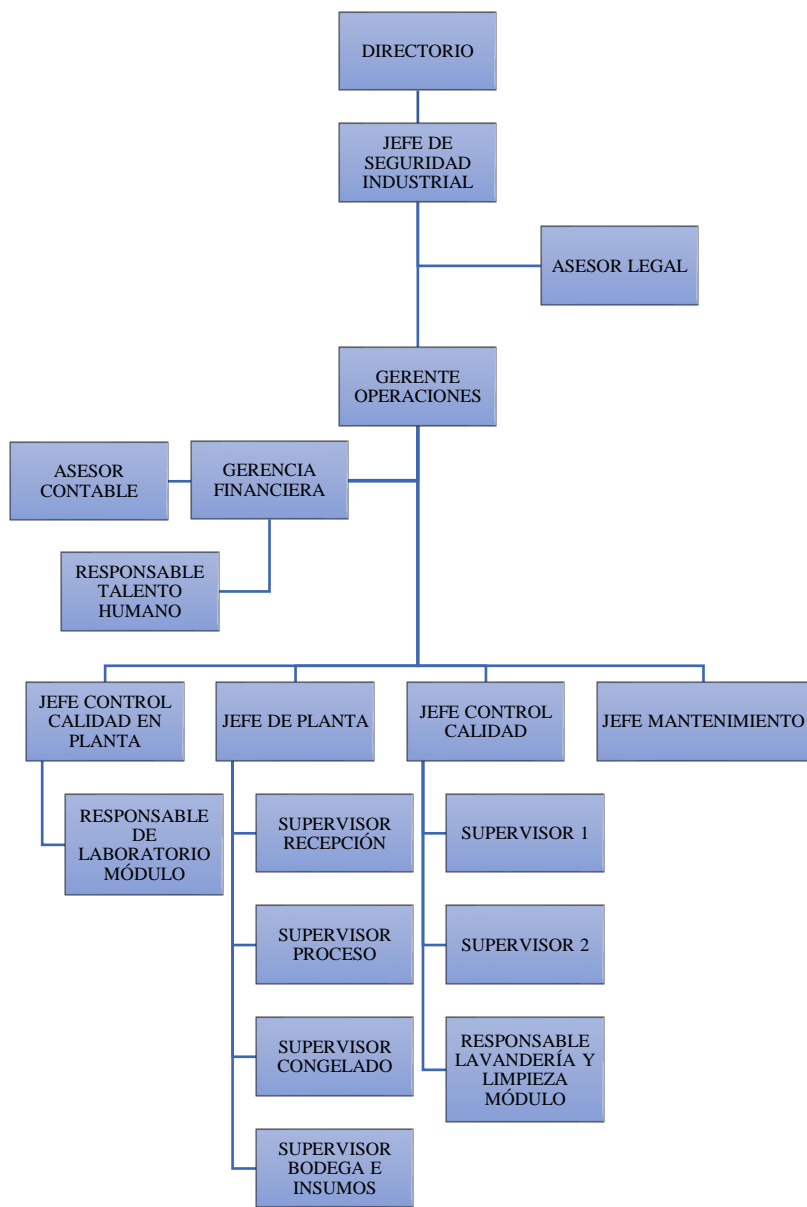 DIRECTORIO
JEFE DE
SEGURIDAD
INDUSTRIAL
ASESOR LEGAL
GERENTE
OPERACIONES
ASESOR
CONTABLE
GERENCIA
FINANCIERA
RESPONSABLE
TALENTO
HUMANO
JEFE CONTROL
CALIDAD EN
PLANTA
JEFE DE PLANTA
JEFE CONTROL
CALIDAD
JEFE MANTENIMIENTO
RESPONSABLE
DE
LABORATORIO
MÓDULO
SUPERVISOR
RECEPCIÓN
SUPERVISOR
PROCESO
SUPERVISOR
CONGELADO
SUPERVISOR
BODEGA E
INSUMOS
SUPERVISOR 1
SUPERVISOR 2
RESPONSABLE
LAVANDERÍA Y
LIMPIEZA
MÓDULO